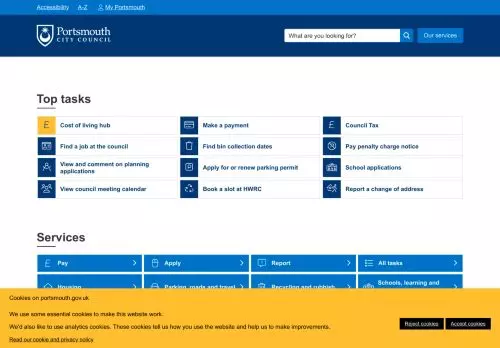 Accessibility A-Z My Portsmouth
Portsmouth
CITY COUNCIL
What are you looking for? Our services
Top tasks
£ Cost of living hub Make a payment £ Council Tax
Find a job at the council Find bin collection dates Pay penalty charge notice
View and comment on planning
applications
Apply for or renew parking permit School applications
View council meeting calendar Book a slot at HWRC Report a change of address
Services
£ Pay Apply Report All tasks
Housing Parking, roads and travel Recycling and rubbish Schools, learning and
Cookies on portsmouth.gov.uk
We use some essential cookies to make this website work.
We'd also like to use analytics cookies. These cookies tell us how you use the website and help us to make improvements.
Reject cookies Accept cookies
Read our cookie and privacy policy